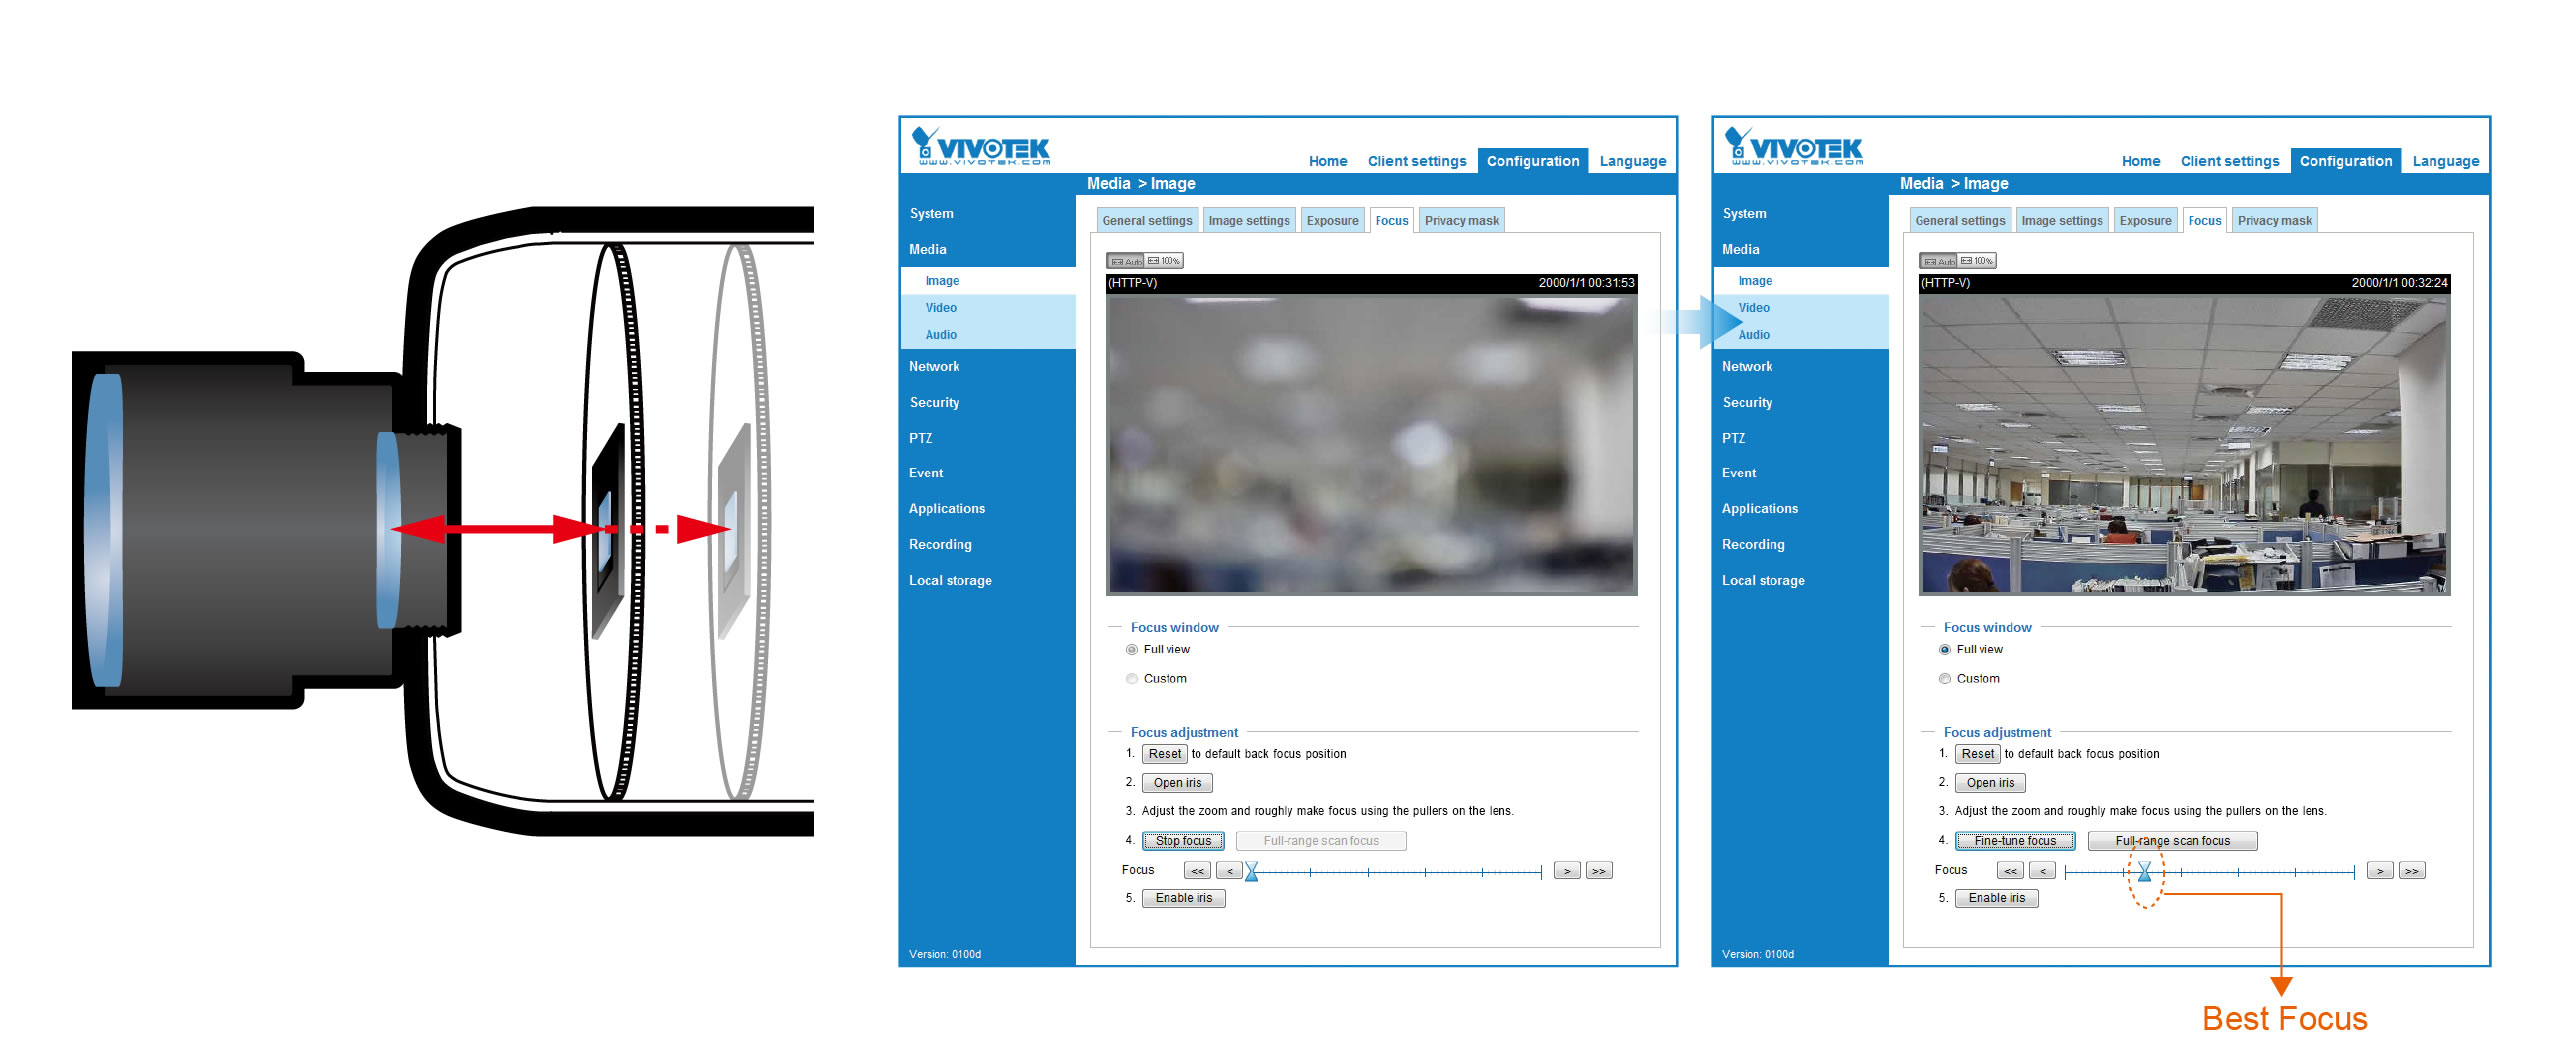 VIVOTEK
www.vivotek.com
Home Client settings Configuration Language
Media > Image
System
Media
Image
Video
Audio
Network
Security
PTZ
Event
Applications
Recording
Local storage
Version: 0100d
General settings Image settings Exposure Focus Privacy mask
Auto 100%
(HTTP-V) 2000/1/1 00:31:53
Focus window
Full view
Custom
Focus adjustment
1. Reset to default back focus position
2. Open iris
3. Adjust the zoom and roughly make focus using the pullers on the lens.
4. Stop focus Full-range scan focus
Focus << < > >>
5. Enable iris
VIVOTEK
www.vivotek.com
Home Client settings Configuration Language
Media > Image
System
Media
Image
Video
Audio
Network
Security
PTZ
Event
Applications
Recording
Local storage
Version: 0100d
General settings Image settings Exposure Focus Privacy mask
Auto 100%
(HTTP-V) 2000/1/1 00:32:24
Focus window
Full view
Custom
Focus adjustment
1. Reset to default back focus position
2. Open iris
3. Adjust the zoom and roughly make focus using the pullers on the lens.
4. Fine-tune focus Full-range scan focus
Focus << < > >>
5. Enable iris
Best Focus